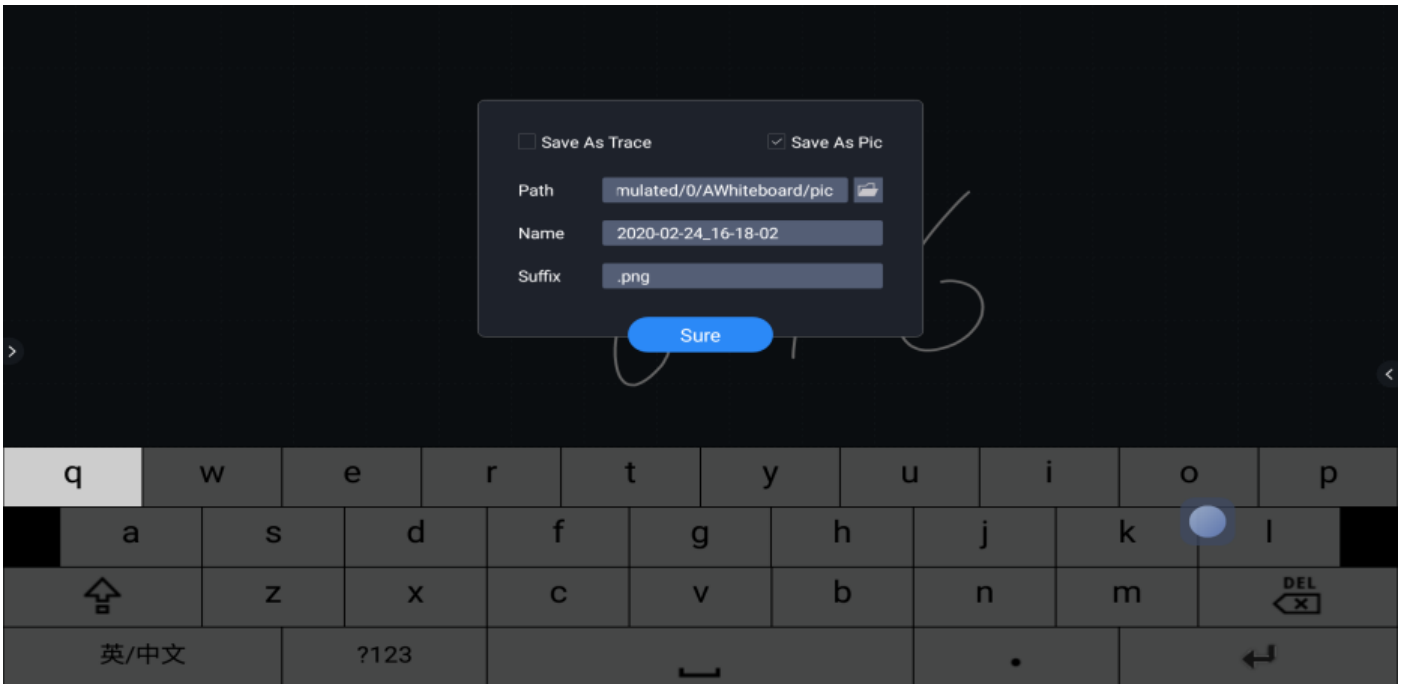 Save As Trace Save As Pic
Path mulated/0/AWhiteboard/pic
Name 2020-02-24_16-18-02
Suffix .png
Sure
q w e r t y u i o p
a s d f g h j k l
z x c v b n m DEL
英/中文 ?123 .